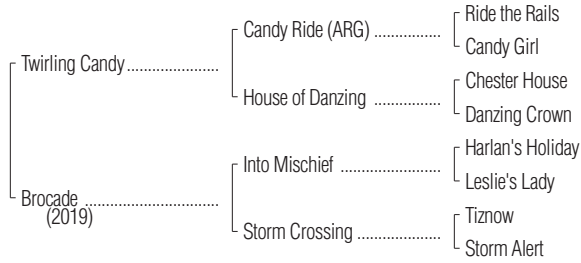 Ride the Rails
Candy Ride (ARG) ................
Candy Girl
Twirling Candy ......................
Chester House
House of Danzing ................
Danzing Crown
Harlan's Holiday
Into Mischief ........................
Leslie's Lady
Brocade ................................
(2019)
Tiznow
Storm Crossing ....................
Storm Alert